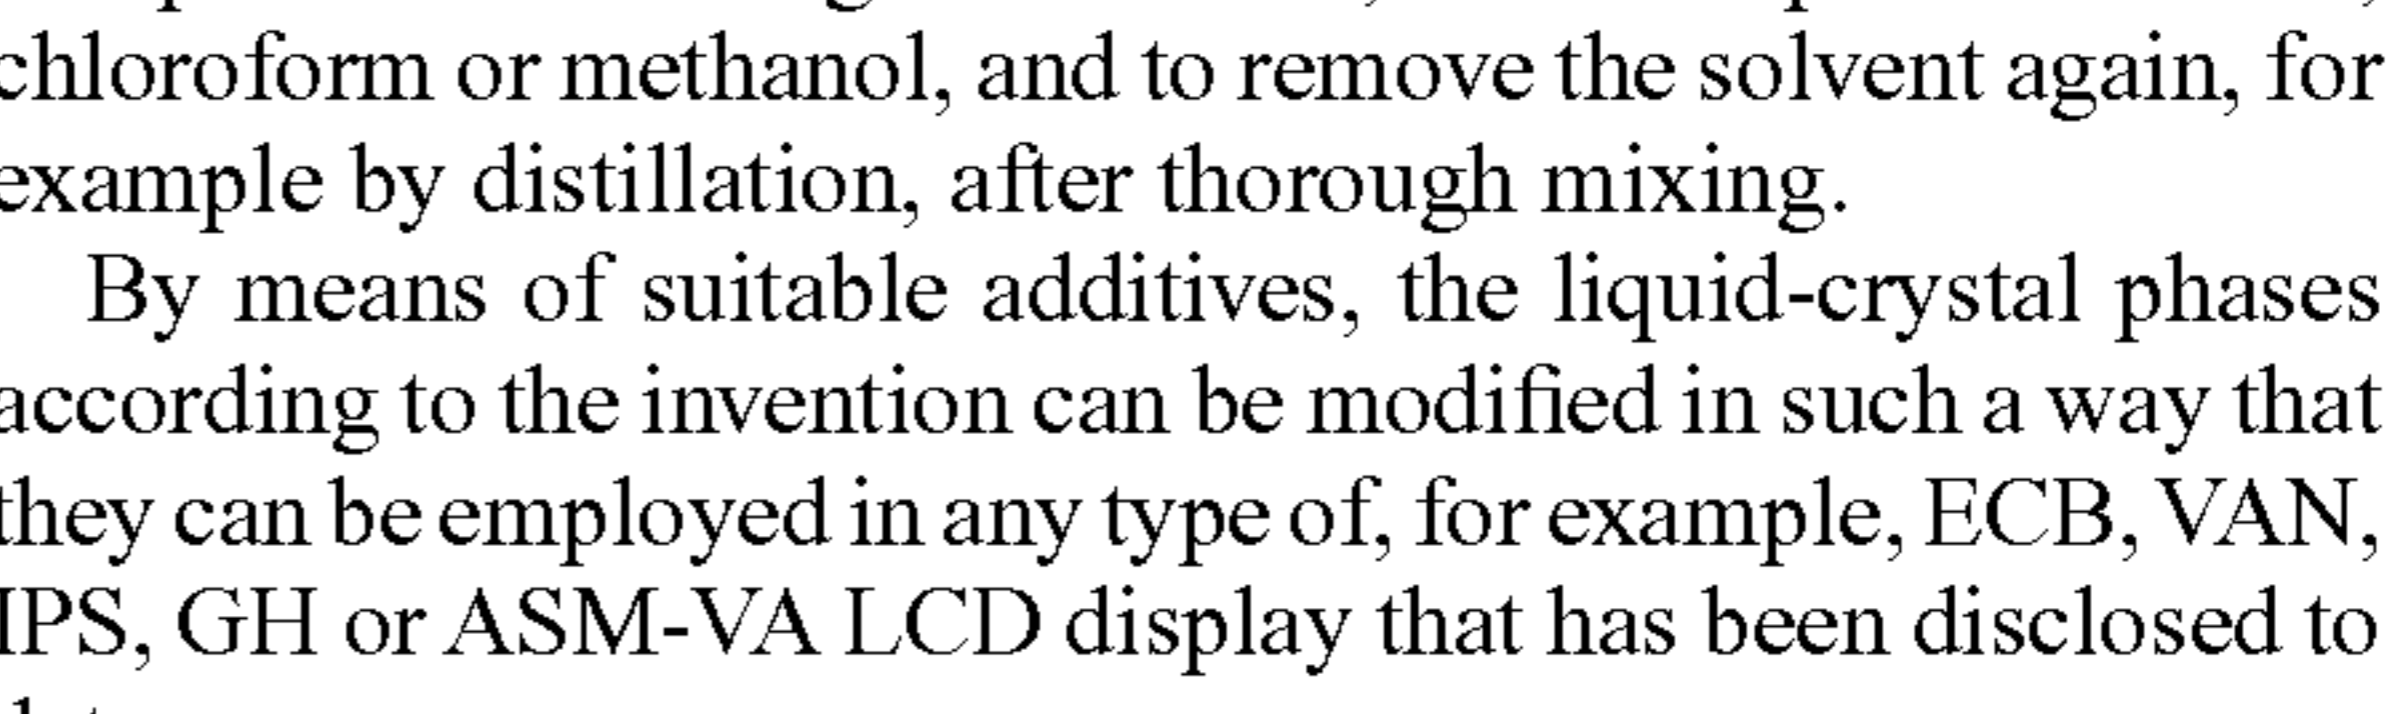 chloroform or methanol, and to remove the solvent again, for
example by distillation, after thorough mixing.
By means of suitable additives, the liquid-crystal phases
according to the invention can be modified in such a way that
they can be employed in any type of, for example, ECB, VAN,
IPS, GH or ASM-VA LCD display that has been disclosed to